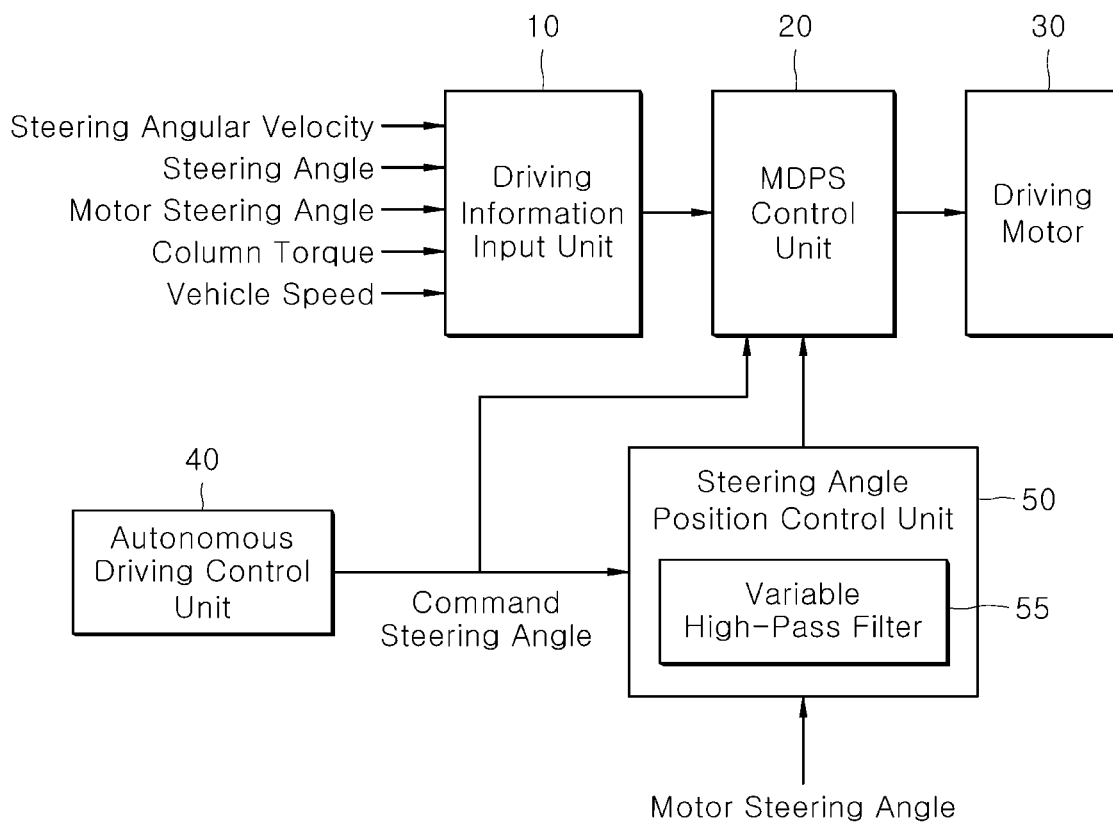 10
20
30
Steering Angular Velocity
Steering Angle
Motor Steering Angle
Column Torque
Vehicle Speed
Driving
Information
Input Unit
MDPS
Control
Unit
Driving
Motor
40
Autonomous
Driving Control
Unit
Command
Steering Angle
Steering Angle
Position Control Unit
50
Variable
High-Pass Filter
55
Motor Steering Angle